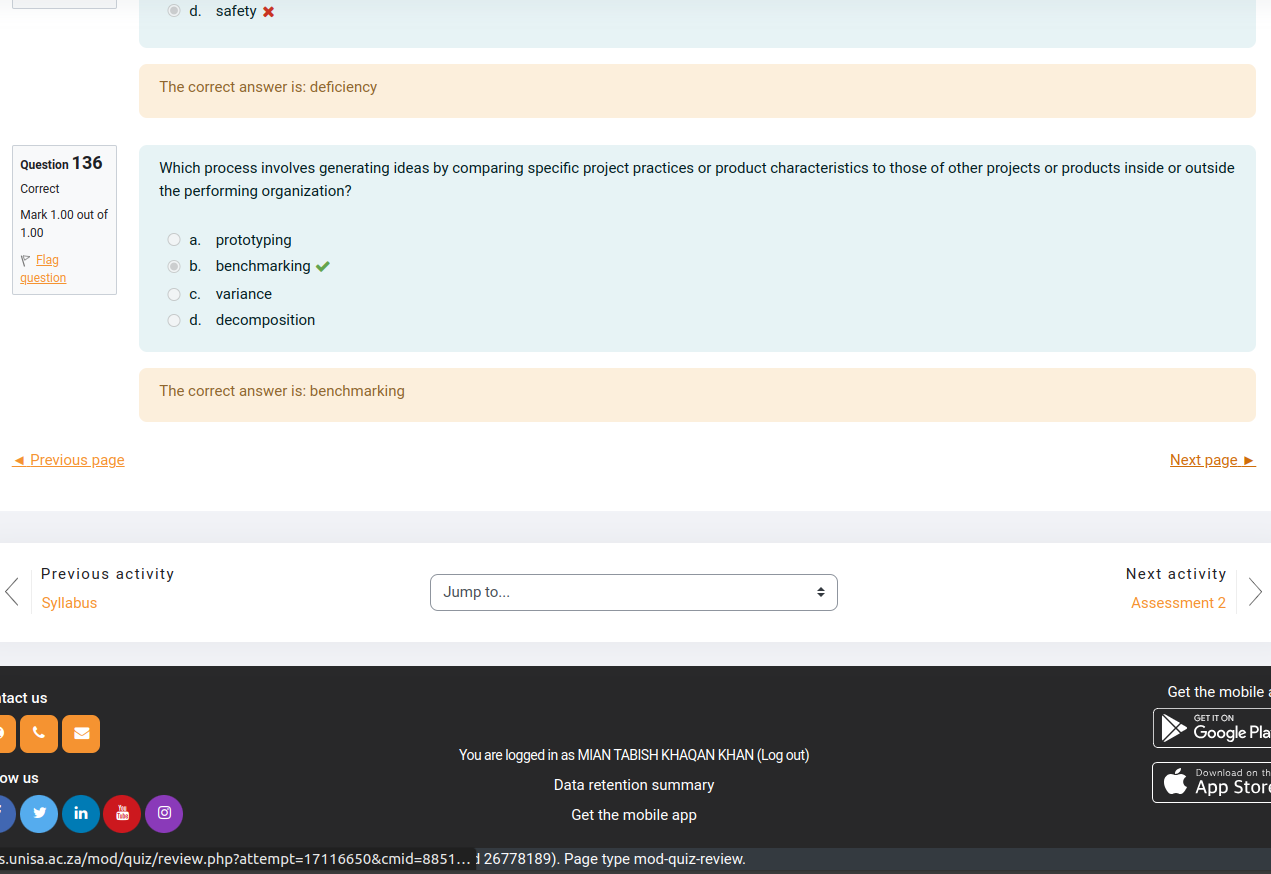 d. safety
The correct answer is: deficiency
Question 136
Correct
Mark 1.00 out of
1.00
Flag
question
Which process involves generating ideas by comparing specific project practices or product characteristics to those of other projects or products inside or outside
the performing organization?
a. prototyping
b. benchmarking
c. variance
d. decomposition
The correct answer is: benchmarking
◄ Previous page
Next page ►
Previous activity
Syllabus
Jump to...
Next activity
Assessment 2
tact us
ow us
You are logged in as MIAN TABISH KHAQAN KHAN (Log out)
Data retention summary
Get the mobile app
Get the mobile a
GET IT ON
Google Pla
Download on th
App Store
You
Tube
s.unisa.ac.za/mod/quiz/review.php?attempt=17116650&cmid=8851...
26778189). Page type mod-quiz-review.